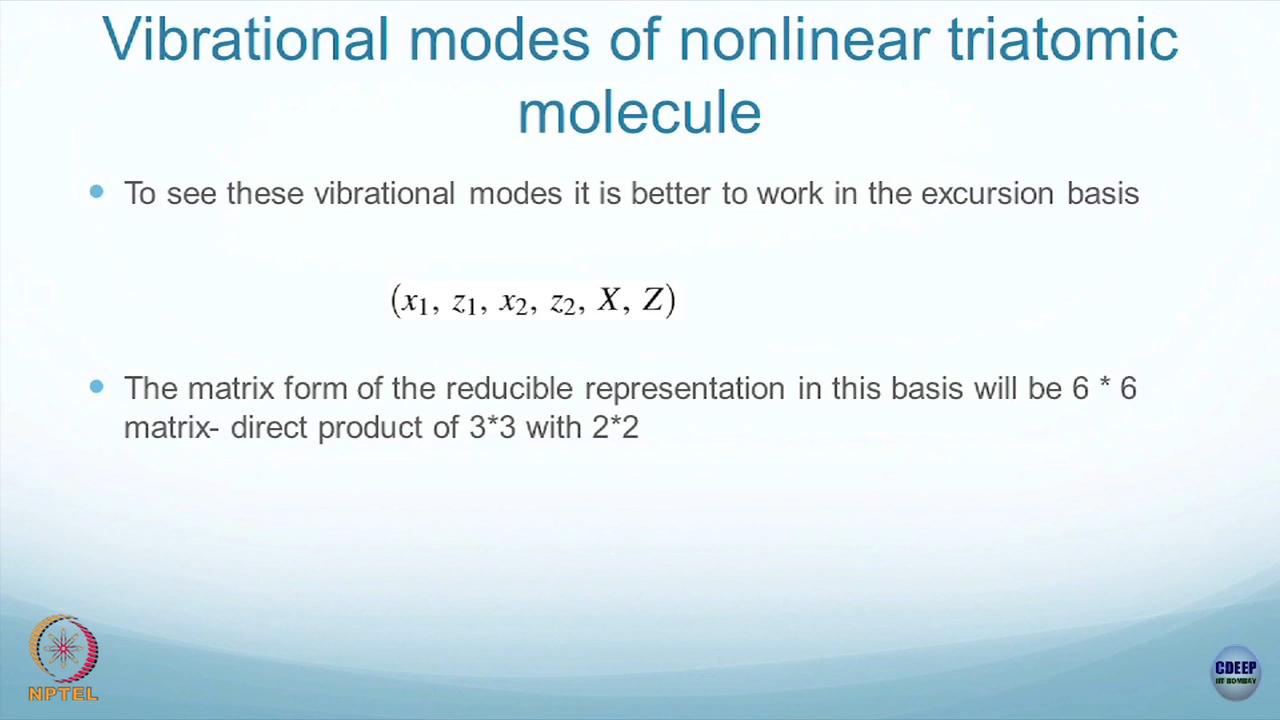 Vibrational modes of nonlinear triatomic
molecule
• To see these vibrational modes it is better to work in the excursion basis
(x₁, z₁, x₂, z₂, X, Z)
• The matrix form of the reducible representation in this basis will be 6 * 6
matrix- direct product of 3*3 with 2*2
NPTEL
CDEEP
IIT BOMBAY